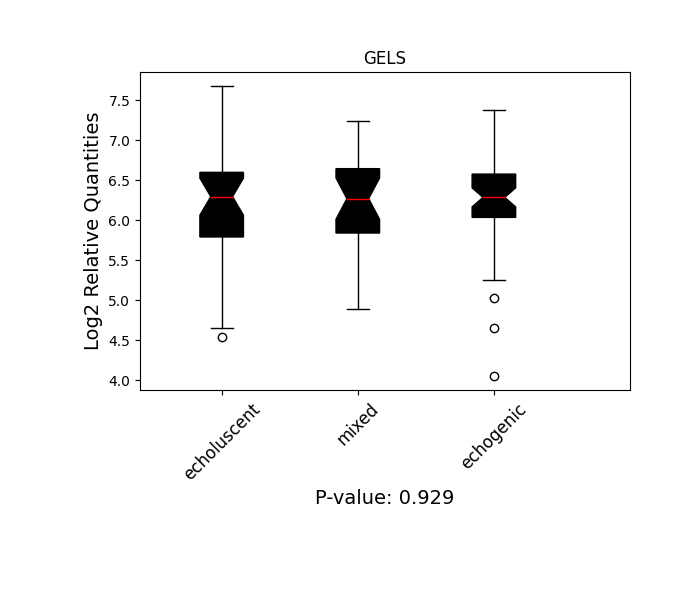 GELS
Log2 Relative Quantities
7.5
7.0
6.5
6.0
5.5
5.0
4.5
4.0
echoluscent
mixed
echogenic
P-value: 0.929